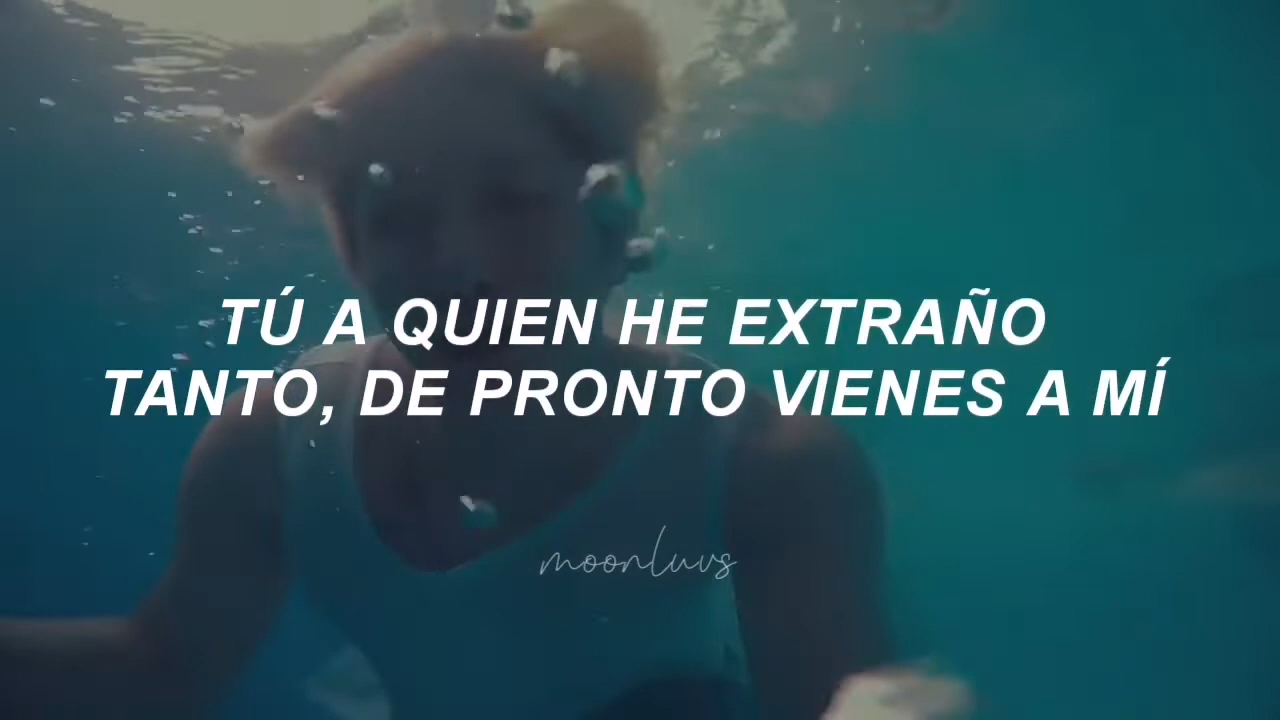 TÚ A QUIEN HE EXTRAÑO
TANTO, DE PRONTO VIENES A MÍ
moonluvs